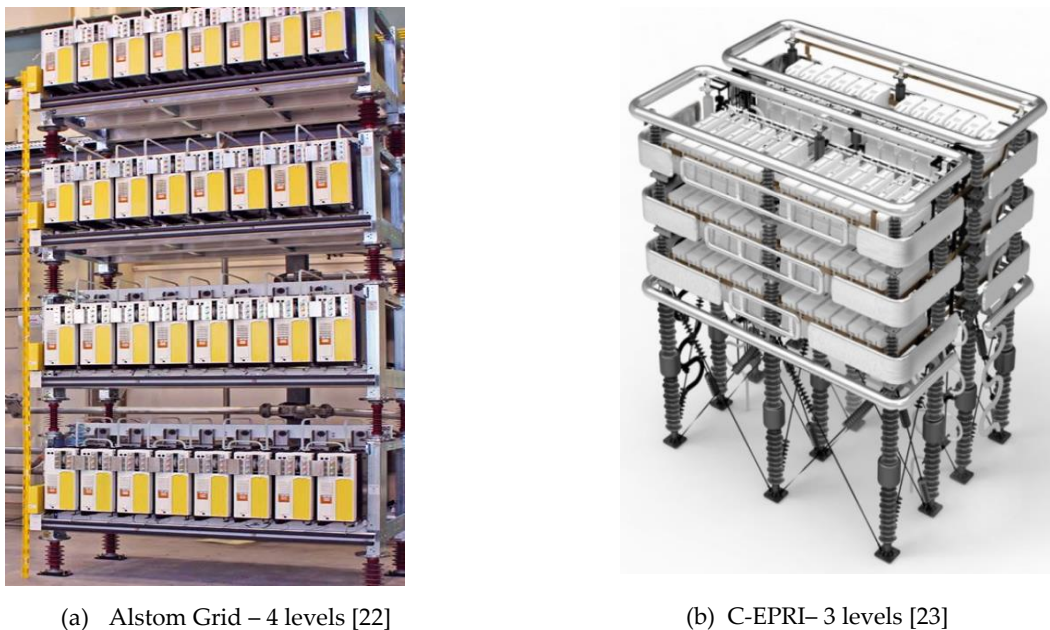 (a) Alstom Grid – 4 levels [22]
(b) C-EPRI– 3 levels [23]